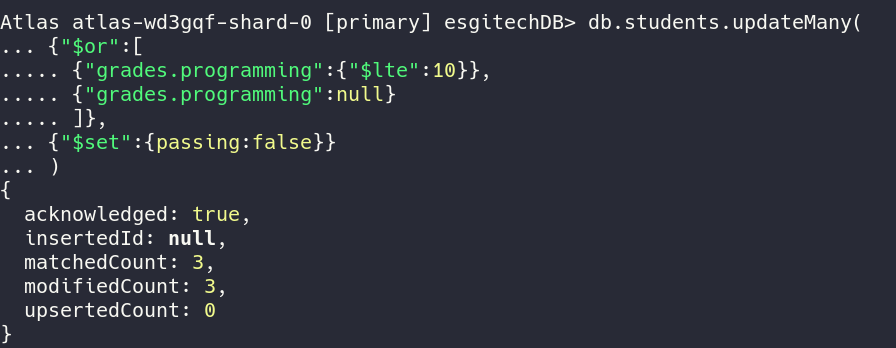 Atlas atlas-wd3gqf-shard-0 [primary] esgitechDB> db.students.updateMany(
... {"$or":[
..... {"grades.programming":{"$lte":10}},
..... {"grades.programming":null}
..... ]},
... {"$set":{passing:false}}
... )
{
  acknowledged: true,
  insertedId: null,
  matchedCount: 3,
  modifiedCount: 3,
  upsertedCount: 0
}